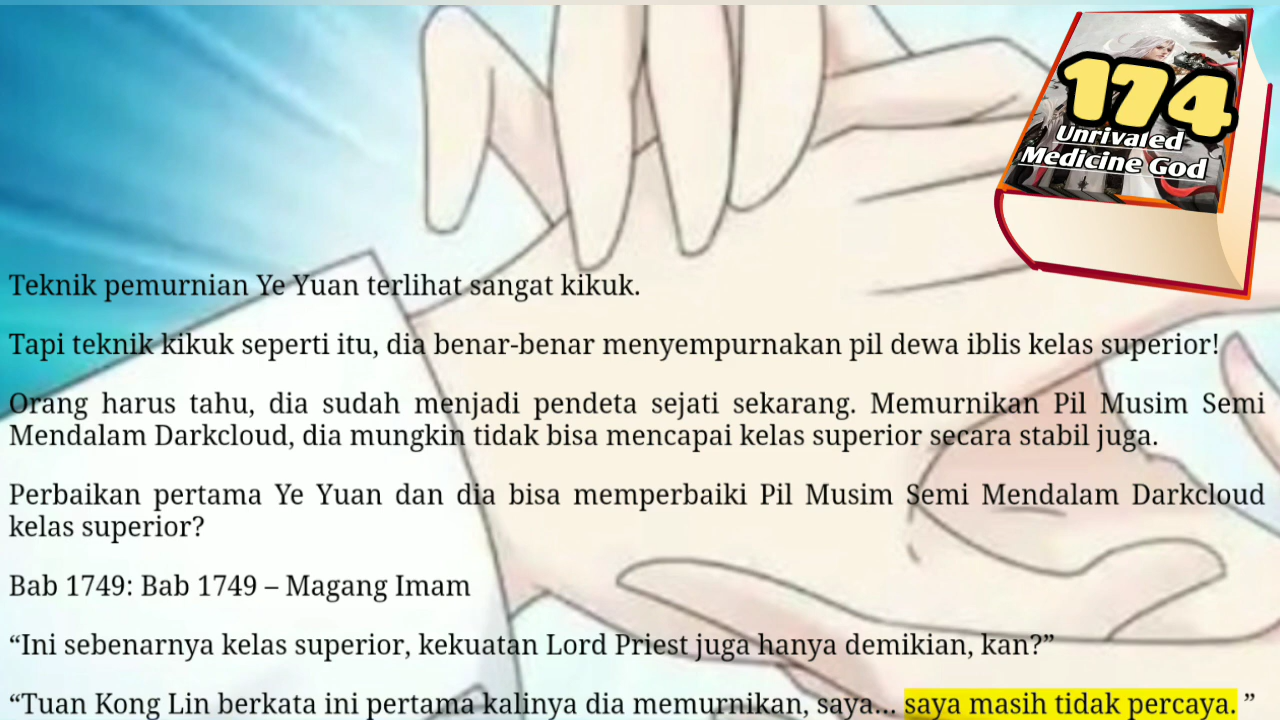 174
Unrivaled
Medicine God
Teknik pemurnian Ye Yuan terlihat sangat kikuk.
Tapi teknik kikuk seperti itu, dia benar-benar menyempurnakan pil dewa iblis kelas superior!
Orang harus tahu, dia sudah menjadi pendeta sejati sekarang. Memurnikan Pil Musim Semi
Mendalam Darkcloud, dia mungkin tidak bisa mencapai kelas superior secara stabil juga.
Perbaikan pertama Ye Yuan dan dia bisa memperbaiki Pil Musim Semi Mendalam Darkcloud
kelas superior?
Bab 1749: Bab 1749 – Magang Imam
“Ini sebenarnya kelas superior, kekuatan Lord Priest juga hanya demikian, kan?”
“Tuan Kong Lin berkata ini pertama kalinya dia memurnikan, saya… saya masih tidak percaya. ”